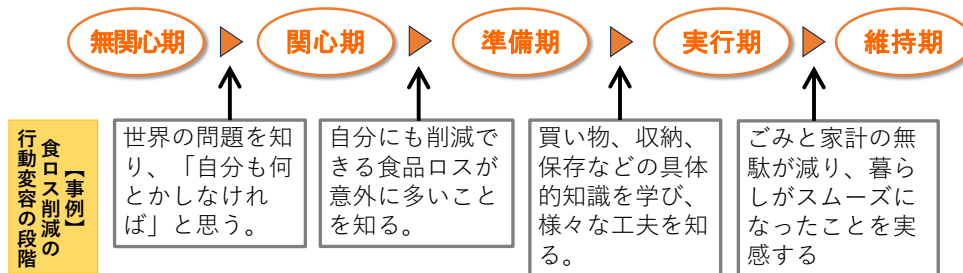 無関心期
関心期
準備期
実行期
維持期
【事例】
食ロス削減の
行動変容の段階
世界の問題を知
り、「自分も何
とかしなけれ
ば」と思う。
自分にも削減で
きる食品ロスが
意外に多いこと
を知る。
買い物、収納、
保存などの具体
的知識を学び、
様々な工夫を知
る。
ごみと家計の無
駄が減り、暮ら
しがスムーズに
なったことを実
感する